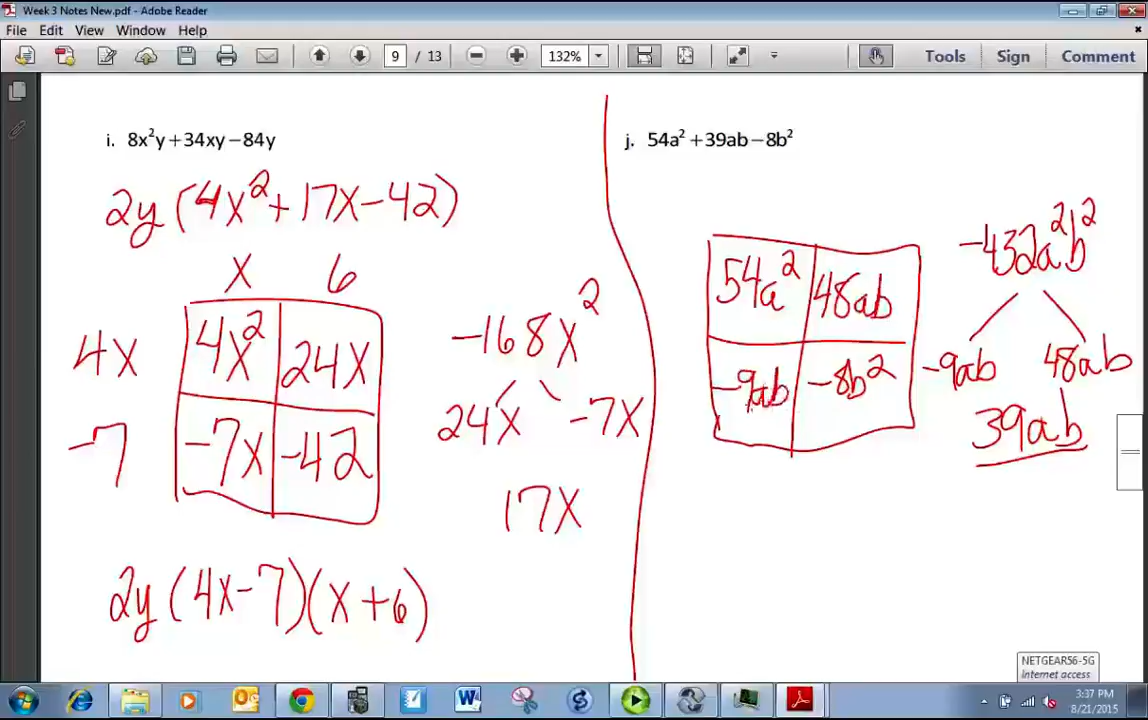 Week 3 Notes New.pdf - Adobe Reader
File Edit View Window Help
9 / 13 132% Tools Sign Comment
i. 8x²y+34xy−84y
2y(4x²+17x-42)
x 6
4x 4x² 24x
-7 -7x -42
-168x²
24x -7x
17x
2y(4x-7)(x+6)
j. 54a²+39ab−8b²
54a² 48ab
-9ab -8b²
-432a²b²
-9ab 48ab
39ab
NETGEAR56-5G
Internet access
3:37 PM
8/21/2015